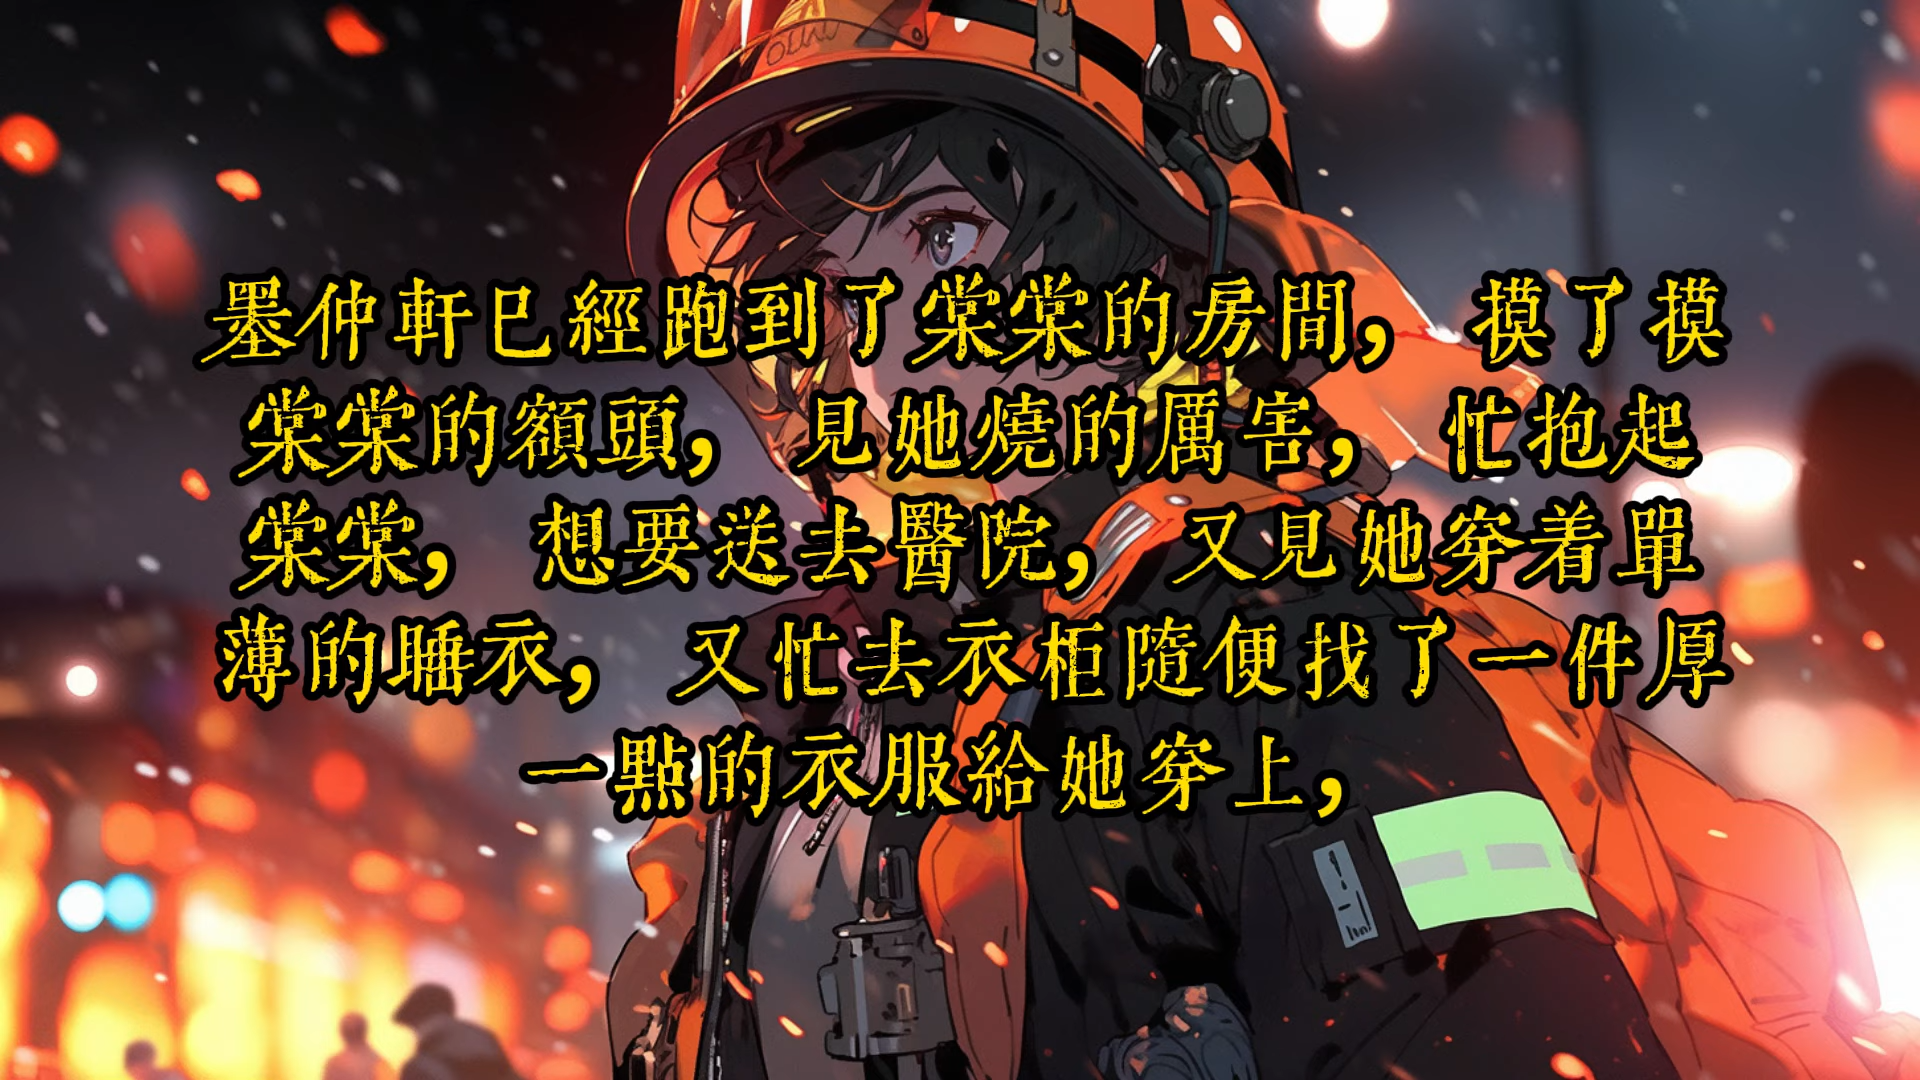 墨仲軒已經跑到了棠棠的房間，摸了摸
棠棠的額頭，見她燒的厲害，忙抱起
棠棠，想要送去醫院，又見她穿着單
薄的睡衣，又忙去衣柜隨便找了一件厚
一點的衣服給她穿上，